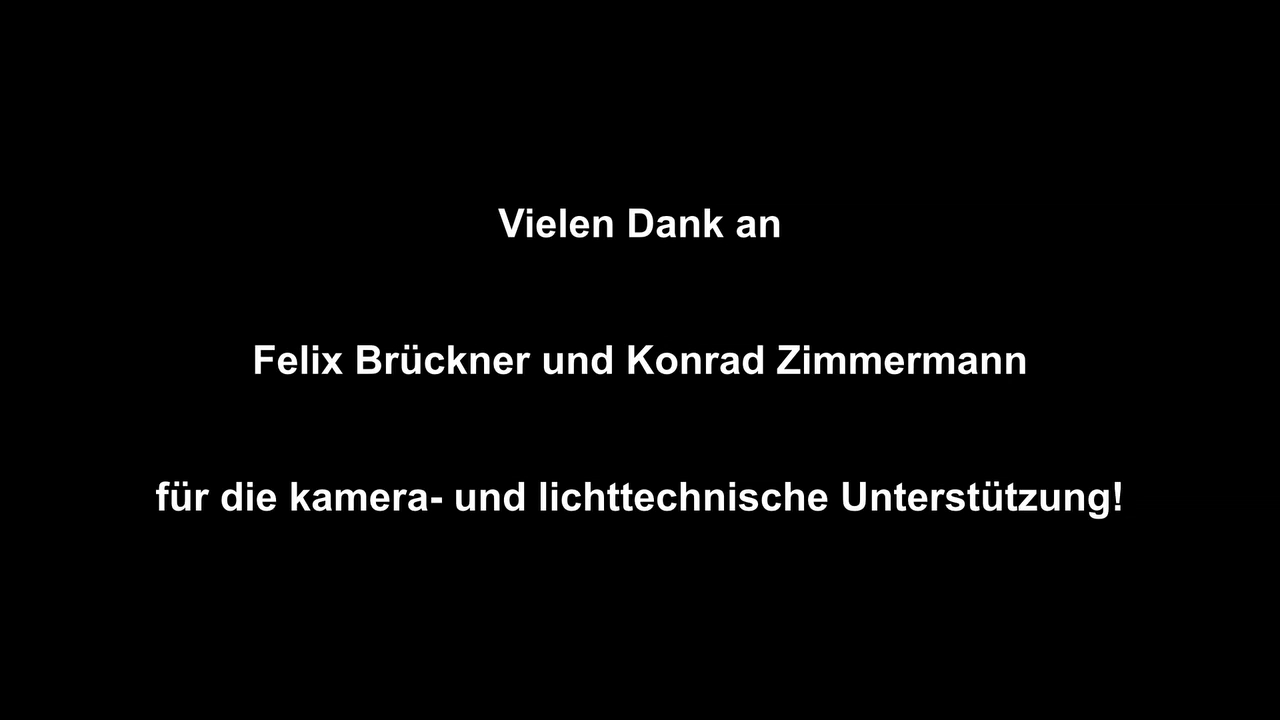 Vielen Dank an
Felix Brückner und Konrad Zimmermann
für die kamera- und lichttechnische Unterstützung!